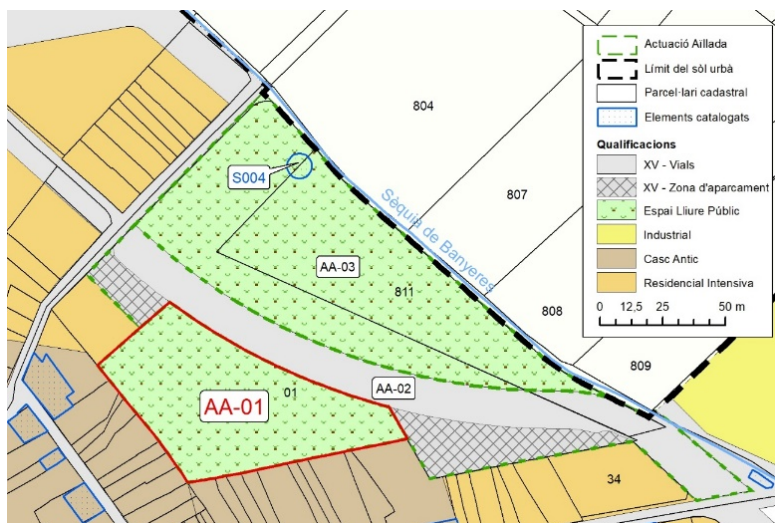 804
807
808
809
811
S004
Sèquia de Banyeres
AA-03
AA-02
01
AA-01
34
Actuació Aïllada
Límit del sòl urbà
Parcel·lari cadastral
Elements catalogats
Qualificacions
XV - Vials
XV - Zona d'aparcament
Espai Lliure Públic
Industrial
Casc Antic
Residencial Intensiva
0 12,5 25 50 m